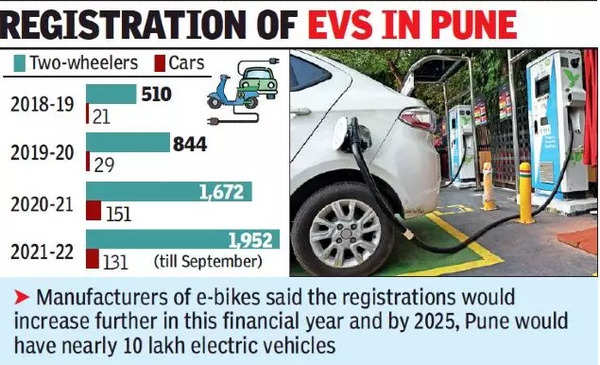 REGISTRATION OF EVS IN PUNE
Two-wheelers Cars
2018-19 510
21
2019-20 844
29
2020-21 1,672
151
2021-22 1,952
131 (till September)
➤ Manufacturers of e-bikes said the registrations would
increase further in this financial year and by 2025, Pune would
have nearly 10 lakh electric vehicles